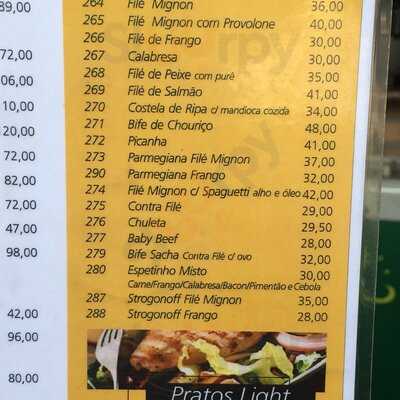 89,00
72,00
06,00
10,00
20,00
72,00
82,00
72,00
47,00
98,00
42,00
96,00
80,00
264 Filé Mignon 36,00
265 Filé Mignon com Provolone 40,00
266 Filé de Frango 30,00
267 Calabresa 30,00
268 Filé de Peixe com purê 35,00
269 Filé de Salmão 41,00
270 Costela de Ripa c/ mandioca cozida 34,00
271 Bife de Chouriço 48,00
272 Picanha 41,00
273 Parmegiana Filé Mignon 37,00
290 Parmegiana Frango 32,00
274 Filé Mignon c/ Spaguetti alho e óleo 42,00
275 Contra Filé 29,00
276 Chuleta 29,50
277 Baby Beef 28,00
279 Bife Sacha Contra Filé c/ ovo 32,00
280 Espetinho Misto 30,00
Carne/Frango/Calabresa/Bacon/Pimentão e Cebola
287 Strogonoff Filé Mignon 35,00
288 Strogonoff Frango 28,00
Pratos Light